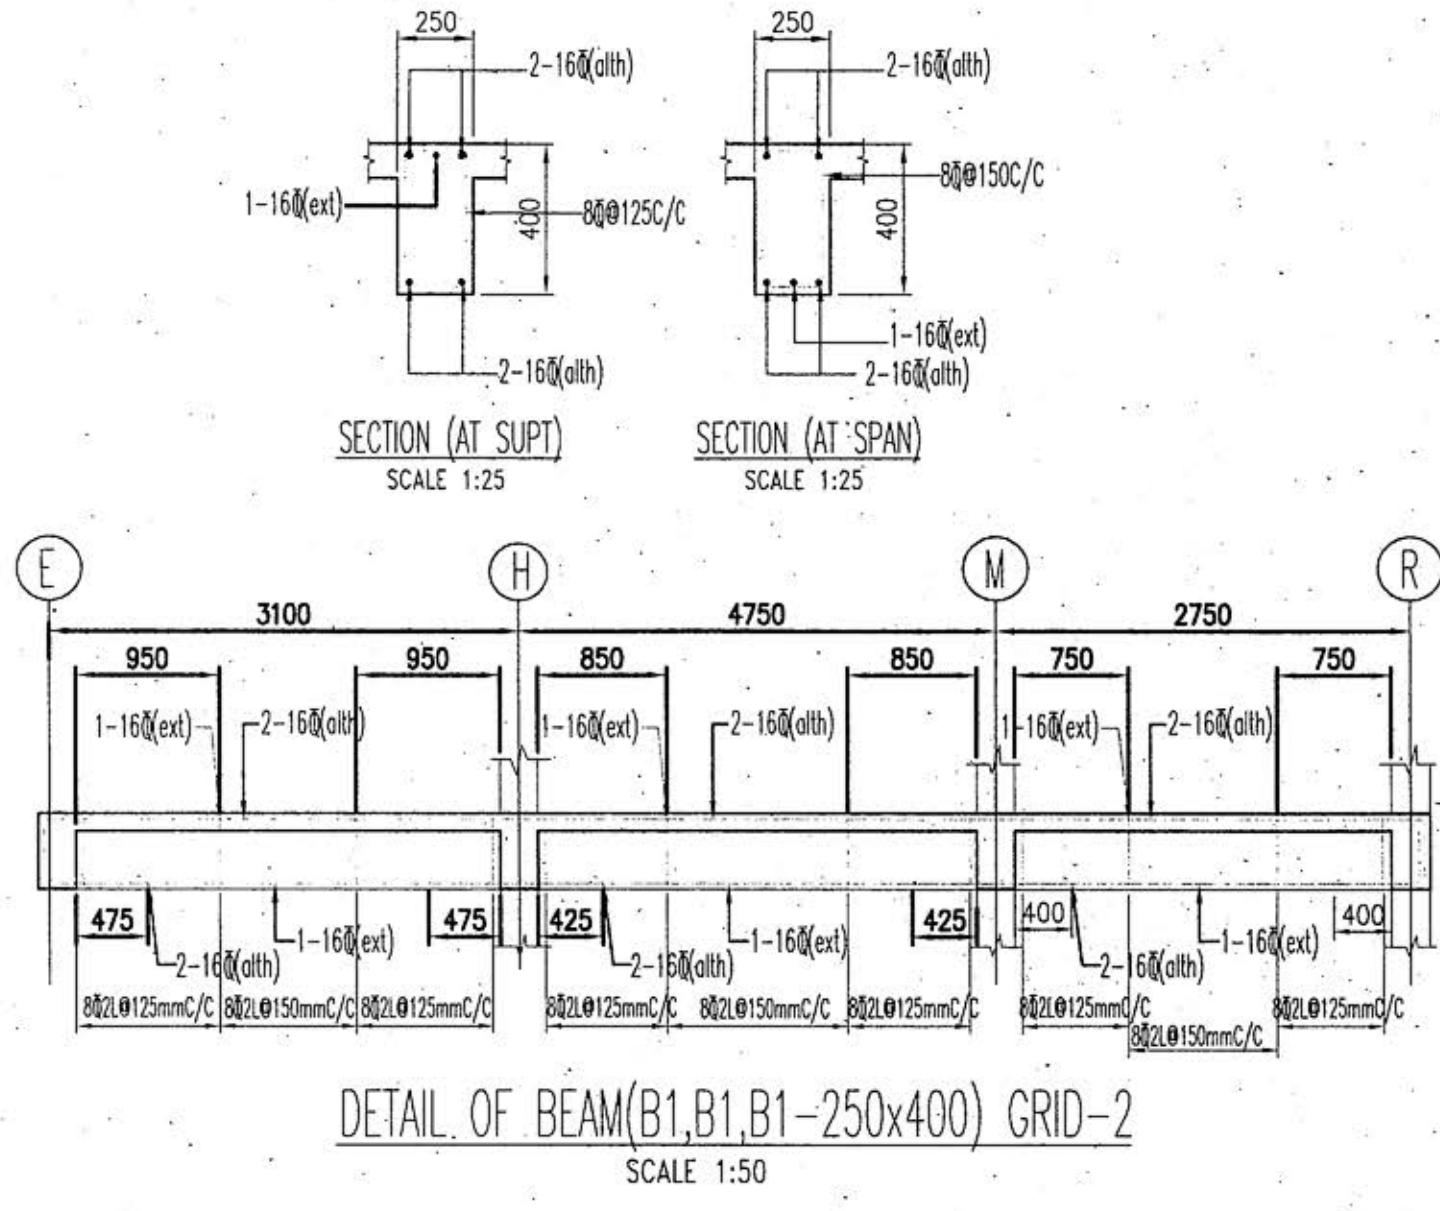 250
250
2-16Φ(alth)
2-16Φ(alth)
1-16Φ(ext)
8Φ@125C/C
400
8Φ@150C/C
400
1-16Φ(ext)
2-16Φ(alth)
2-16Φ(alth)
SECTION (AT SUPT)
SCALE 1:25
SECTION (AT SPAN)
SCALE 1:25
E H M R
3100 4750 2750
950 950 850 850 750 750
1-16Φ(ext) 2-16Φ(alth) 1-16Φ(ext) 2-16Φ(alth) 1-16Φ(ext) 2-16Φ(alth)
475 475 425 425 400 400
1-16Φ(ext) 1-16Φ(ext) 1-16Φ(ext)
2-16Φ(alth) 2-16Φ(alth) 2-16Φ(alth)
8Φ2L@125mmC/C 8Φ2L@150mmC/C 8Φ2L@125mmC/C 8Φ2L@125mmC/C 8Φ2L@150mmC/C 8Φ2L@125mmC/C 8Φ2L@125mmC/C 8Φ2L@125mmC/C
8Φ2L@150mmC/C
DETAIL OF BEAM(B1,B1,B1-250x400) GRID-2
SCALE 1:50